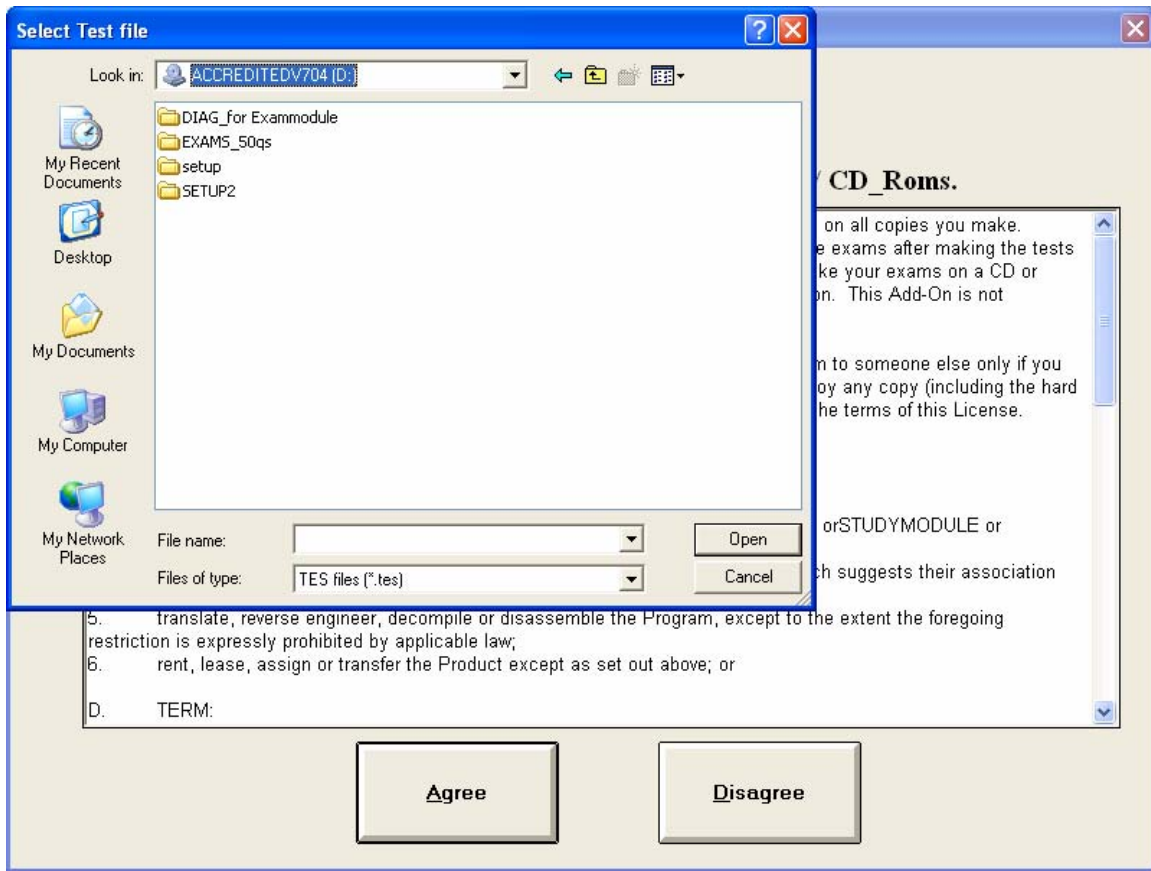 Select Test file
Look in:
ACCREDITEDV704 (D:)
DIAG_for Exammodule
EXAMS_50qs
setup
SETUP2
My Recent
Documents
Desktop
My Documents
My Computer
My Network
Places
File name:
Open
Files of type:
TES files (*.tes)
Cancel
/ CD_Roms.
on all copies you make.
e exams after making the tests
ke your exams on a CD or
on. This Add-On is not
m to someone else only if you
oy any copy (including the hard
he terms of this License.
orSTUDYMODULE or
ch suggests their association
5. translate, reverse engineer, decompile or disassemble the Program, except to the extent the foregoing
restriction is expressly prohibited by applicable law;
6. rent, lease, assign or transfer the Product except as set out above; or
D. TERM:
Agree
Disagree